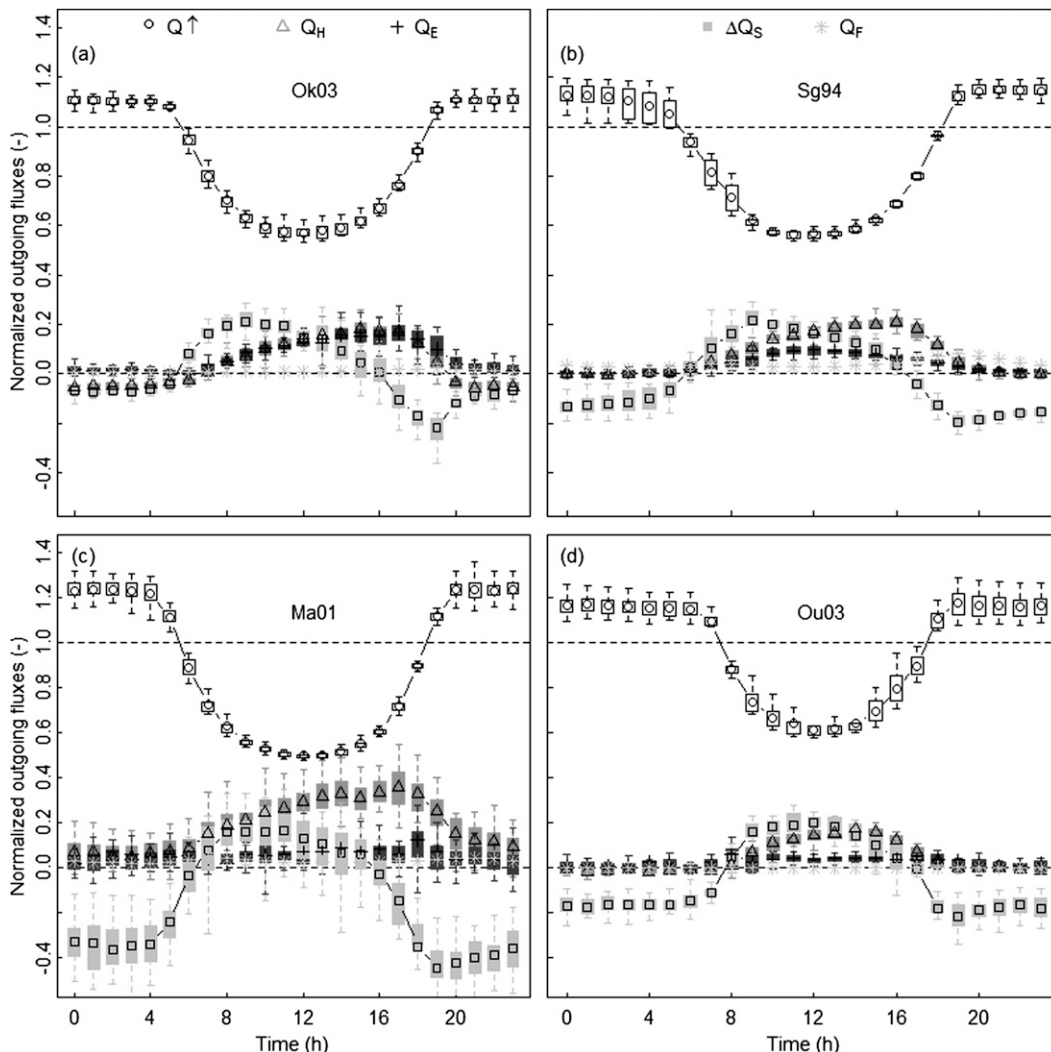 Q↑ Q_H Q_E ΔQ_S Q_F
(a) Ok03
(b) Sg94
Normalized outgoing fluxes (-)
1.4
1.2
1.0
0.8
0.6
0.4
0.2
0.0
-0.4
(c) Ma01
(d) Ou03
Normalized outgoing fluxes (-)
1.4
1.2
1.0
0.8
0.6
0.4
0.2
0.0
-0.4
0 4 8 12 16 20
0 4 8 12 16 20
Time (h)
Time (h)